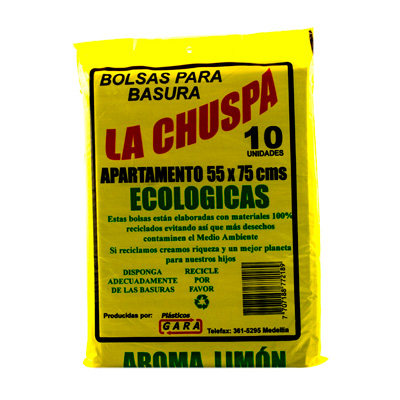 BOLSAS PARA
BASURA
LA CHUSPA
10
UNIDADES
APARTAMENTO 55 x 75 cms
ECOLOGICAS
Estas bolsas están elaboradas con materiales 100%
reciclados evitando así que más desechos
contaminen el Medio Ambiente
Si reciclamos creamos riqueza y un mejor planeta
para nuestros hijos
DISPONGA
ADECUADAMENTE
DE LAS BASURAS
RECICLE
POR
FAVOR
7707188772189
Producidas por:
Plásticos
GARA
Telefax: 361-5295 Medellín
AROMA LIMÓN